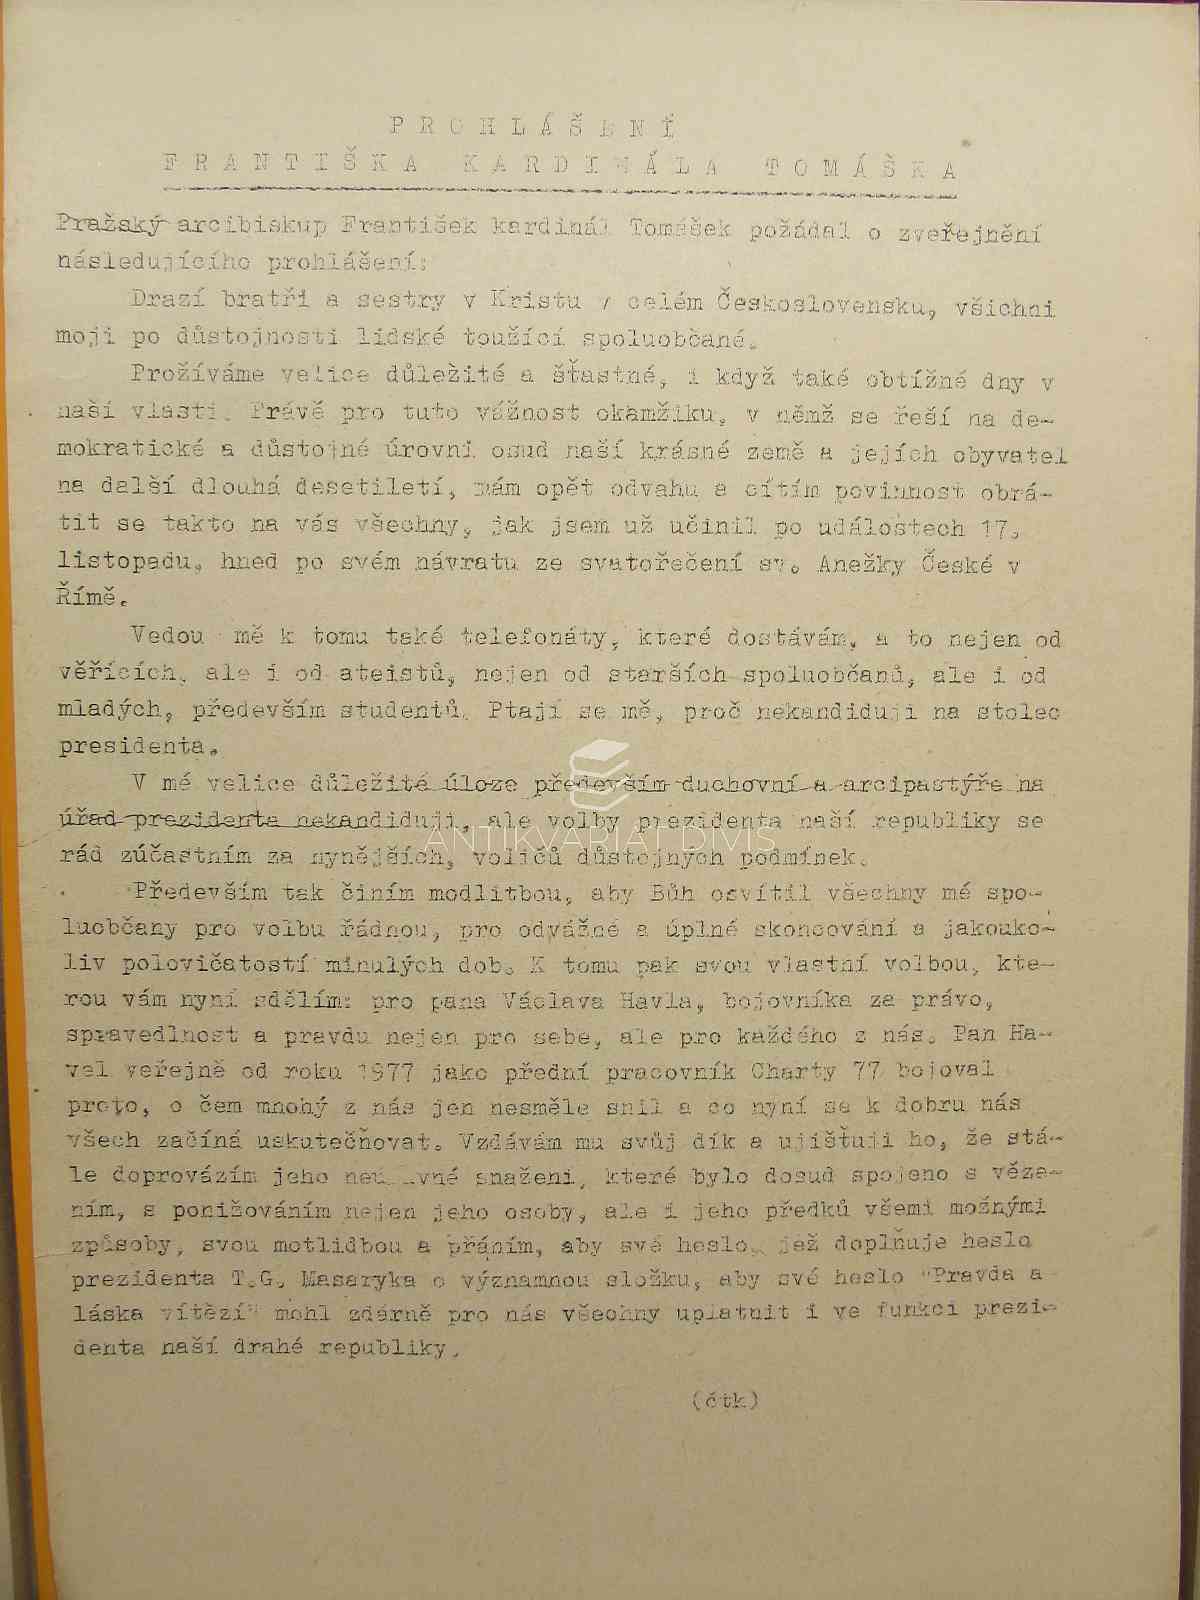 PROHLÁŠENÍ
FRANTIŠKA KARDINÁLA TOMÁŠKA
Pražský arcibiskup František kardinál Tomášek požádal o zveřejnění
následujícího prohlášení:
Drazí bratři a sestry v Kristu v celém Československu, všichni
moji po důstojnosti lidské toužící spoluobčané.
Prožíváme velice důležité a šťastné, i když také obtížné dny v
naší vlasti. Právě pro tuto vážnost okamžiku, v němž se řeší na de-
mokratické a důstojné úrovni osud naší krásné země a jejích obyvatel
na další dlouhá desetiletí, mám opět odvahu a cítím povinnost obrá-
tit se takto na vás všechny, jak jsem už učinil po událostech 17.
listopadu, hned po svém návratu ze svatořečení sv. Anežky České v
Římě.
Vedou mě k tomu také telefonáty, které dostávám, a to nejen od
věřících, ale i od ateistů, nejen od starších spoluobčanů, ale i od
mladých, především studentů. Ptají se mě, proč nekandiduji na stolec
presidenta.
V mé velice důležité úloze především duchovní a arcipastýře na
úřad prezidenta nekandiduji, ale volby prezidenta naší republiky se
rád zúčastním za nynějších, voličů důstojných podmínek.
Především tak činím modlitbou, aby Bůh osvítil všechny mé spo-
luobčany pro volbu řádnou, pro odvážné a úplné skoncování s jakouko-
liv polovičatostí minulých dob. K tomu pak svou vlastní volbou, kte-
rou vám nyní sdělím: pro pana Václava Havla, bojovníka za právo,
spravedlnost a pravdu nejen pro sebe, ale pro každého z nás. Pan Ha-
vel veřejně od roku 1977 jako přední pracovník Charty 77 bojoval
proto, o čem mnohý z nás jen nesměle snil a co nyní se k dobru nás
všech začíná uskutečňovat. Vzdávám mu svůj dík a ujišťuji ho, že stá-
le doprovázím jeho snažení, které bylo dosud spojeno s věze-
ním, s ponižováním nejen jeho osoby, ale i jeho předků všemi možnými
způsoby, svou motlidbou a přáním, aby své heslo, jež doplňuje heslo
prezidenta T.G. Masaryka o významnou složku, aby své heslo "Pravda a
láska vítězí" mohl zdárně pro nás všechny uplatnit i ve funkci prezi-
denta naší drahé republiky.
(čtk)
ANTIKVARIÁT DMS